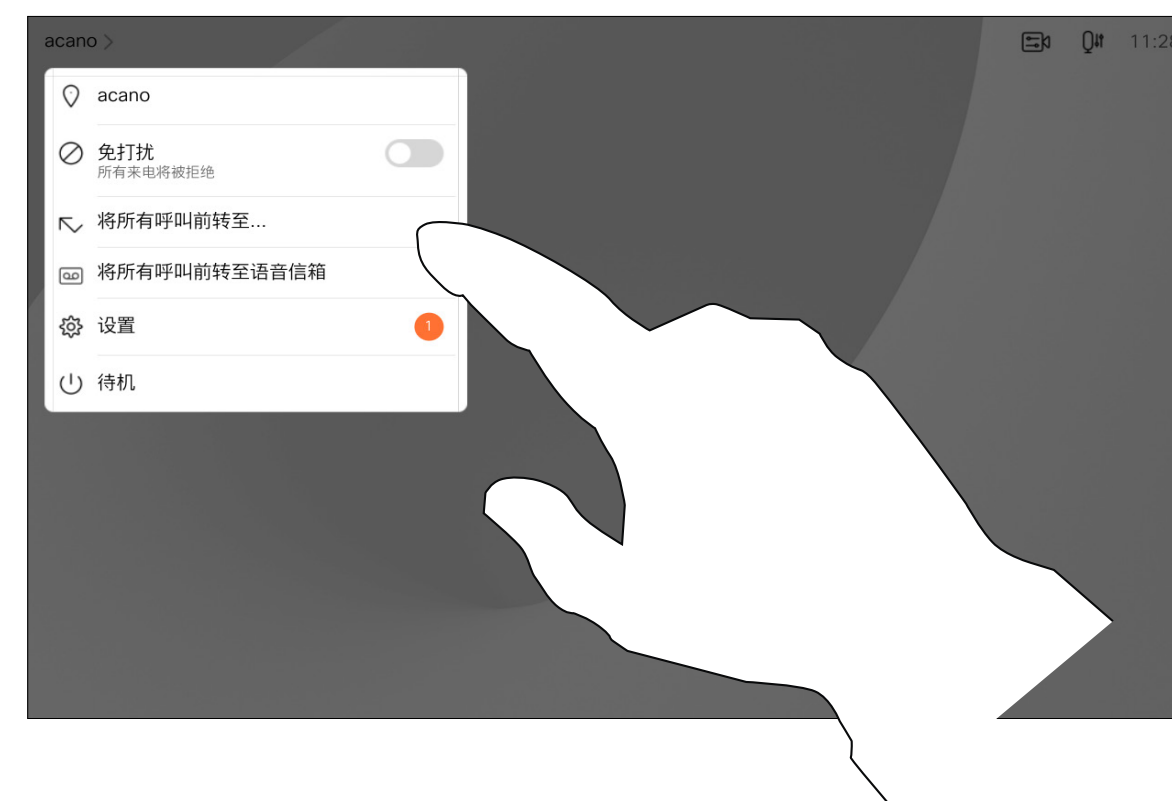 acano
11:28
acano
免打扰
所有来电将被拒绝
将所有呼叫前转至...
将所有呼叫前转至语音信箱
设置
1
待机